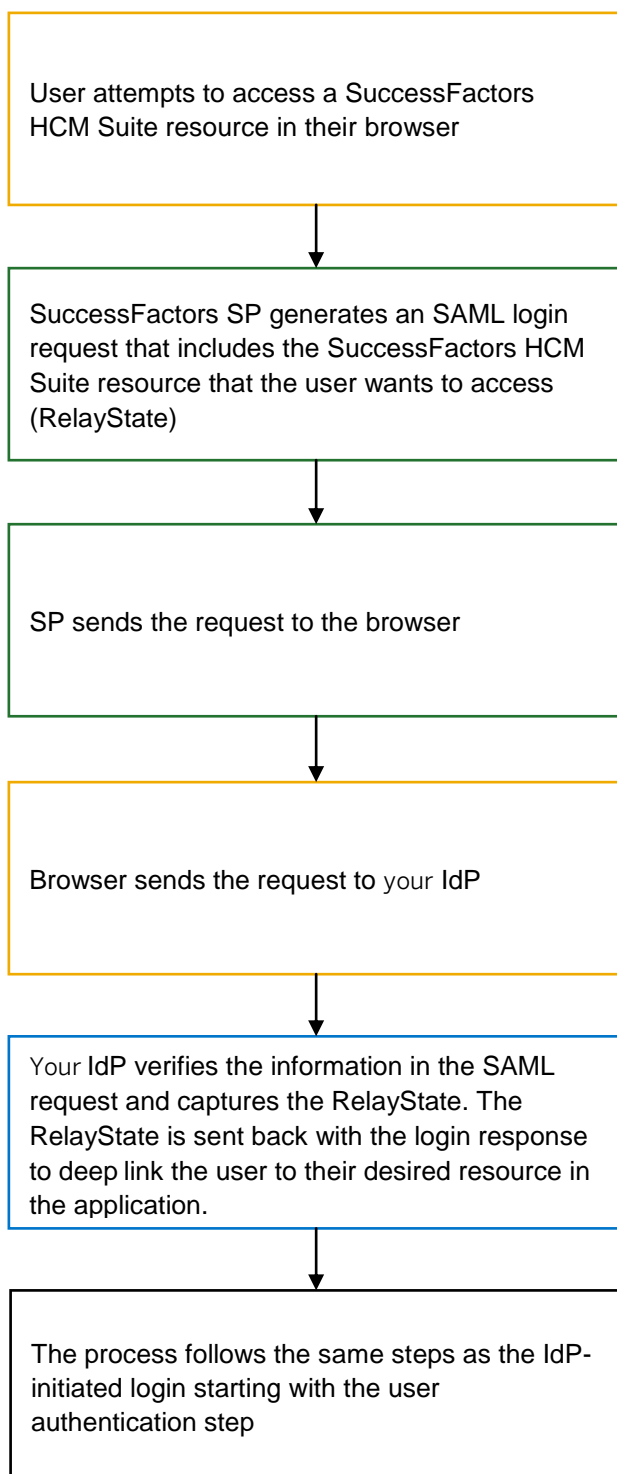 User attempts to access a SuccessFactors
HCM Suite resource in their browser
SuccessFactors SP generates an SAML login
request that includes the SuccessFactors HCM
Suite resource that the user wants to access
(RelayState)
SP sends the request to the browser
Browser sends the request to your IdP
Your IdP verifies the information in the SAML
request and captures the RelayState. The
RelayState is sent back with the login response
to deep link the user to their desired resource in
the application.
The process follows the same steps as the IdP-
initiated login starting with the user
authentication step